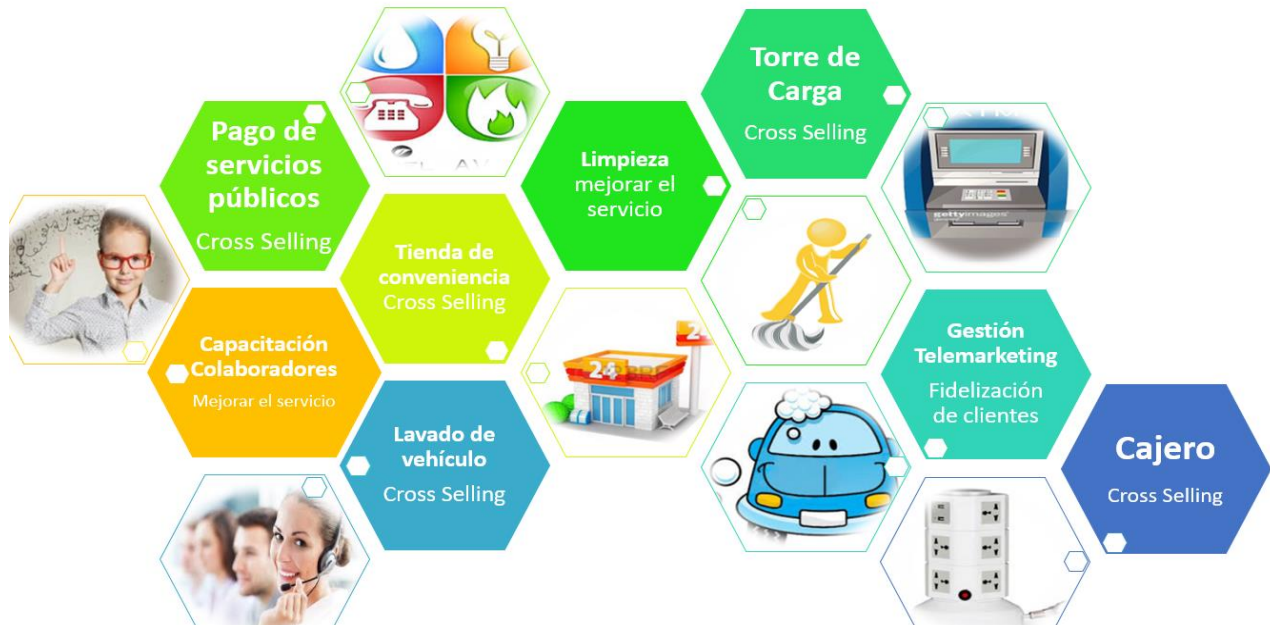 Pago de
servicios
públicos
Cross Selling
Limpieza
mejorar el
servicio
Torre de
Carga
Cross Selling
Tienda de
conveniencia
Cross Selling
gettyimages
Capacitación
Colaboradores
Mejorar el servicio
24
Gestión
Telemarketing
Fidelización
de clientes
Lavado de
vehículo
Cross Selling
Cajero
Cross Selling